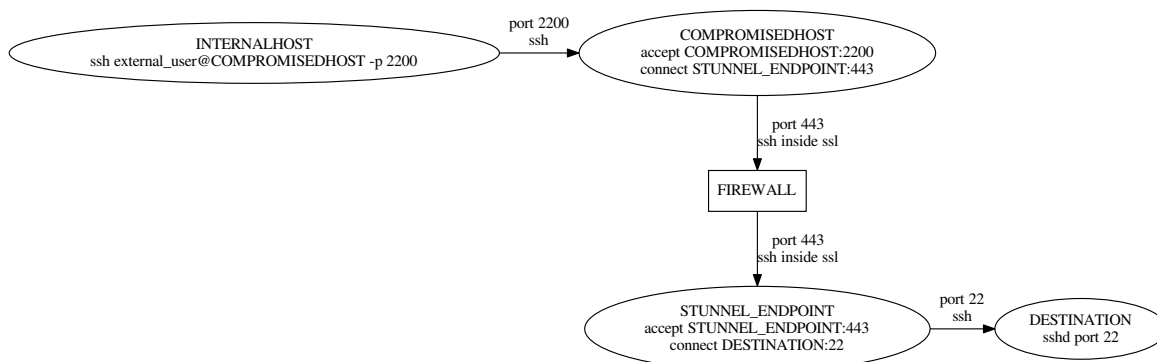 INTERNALHOST
ssh external_user@COMPROMISEDHOST -p 2200
port 2200
ssh
COMPROMISEDHOST
accept COMPROMISEDHOST:2200
connect STUNNEL_ENDPOINT:443
port 443
ssh inside ssl
FIREWALL
port 443
ssh inside ssl
STUNNEL_ENDPOINT
accept STUNNEL_ENDPOINT:443
connect DESTINATION:22
port 22
ssh
DESTINATION
sshd port 22